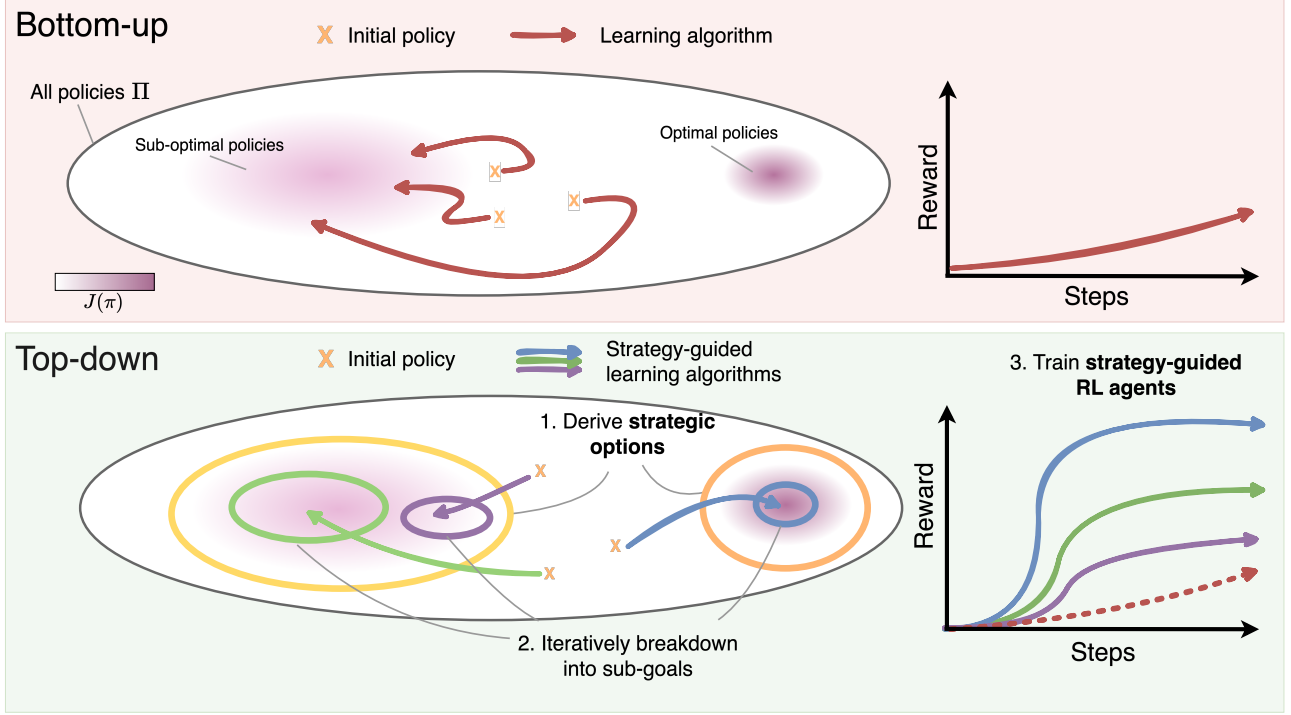 Bottom-up
X Initial policy
Learning algorithm
All policies Π
Sub-optimal policies
Optimal policies
X
X
X
J(π)
Reward
Steps
Top-down
X Initial policy
Strategy-guided
learning algorithms
3. Train strategy-guided
RL agents
1. Derive strategic
options
X
X
X
2. Iteratively breakdown
into sub-goals
Reward
Steps